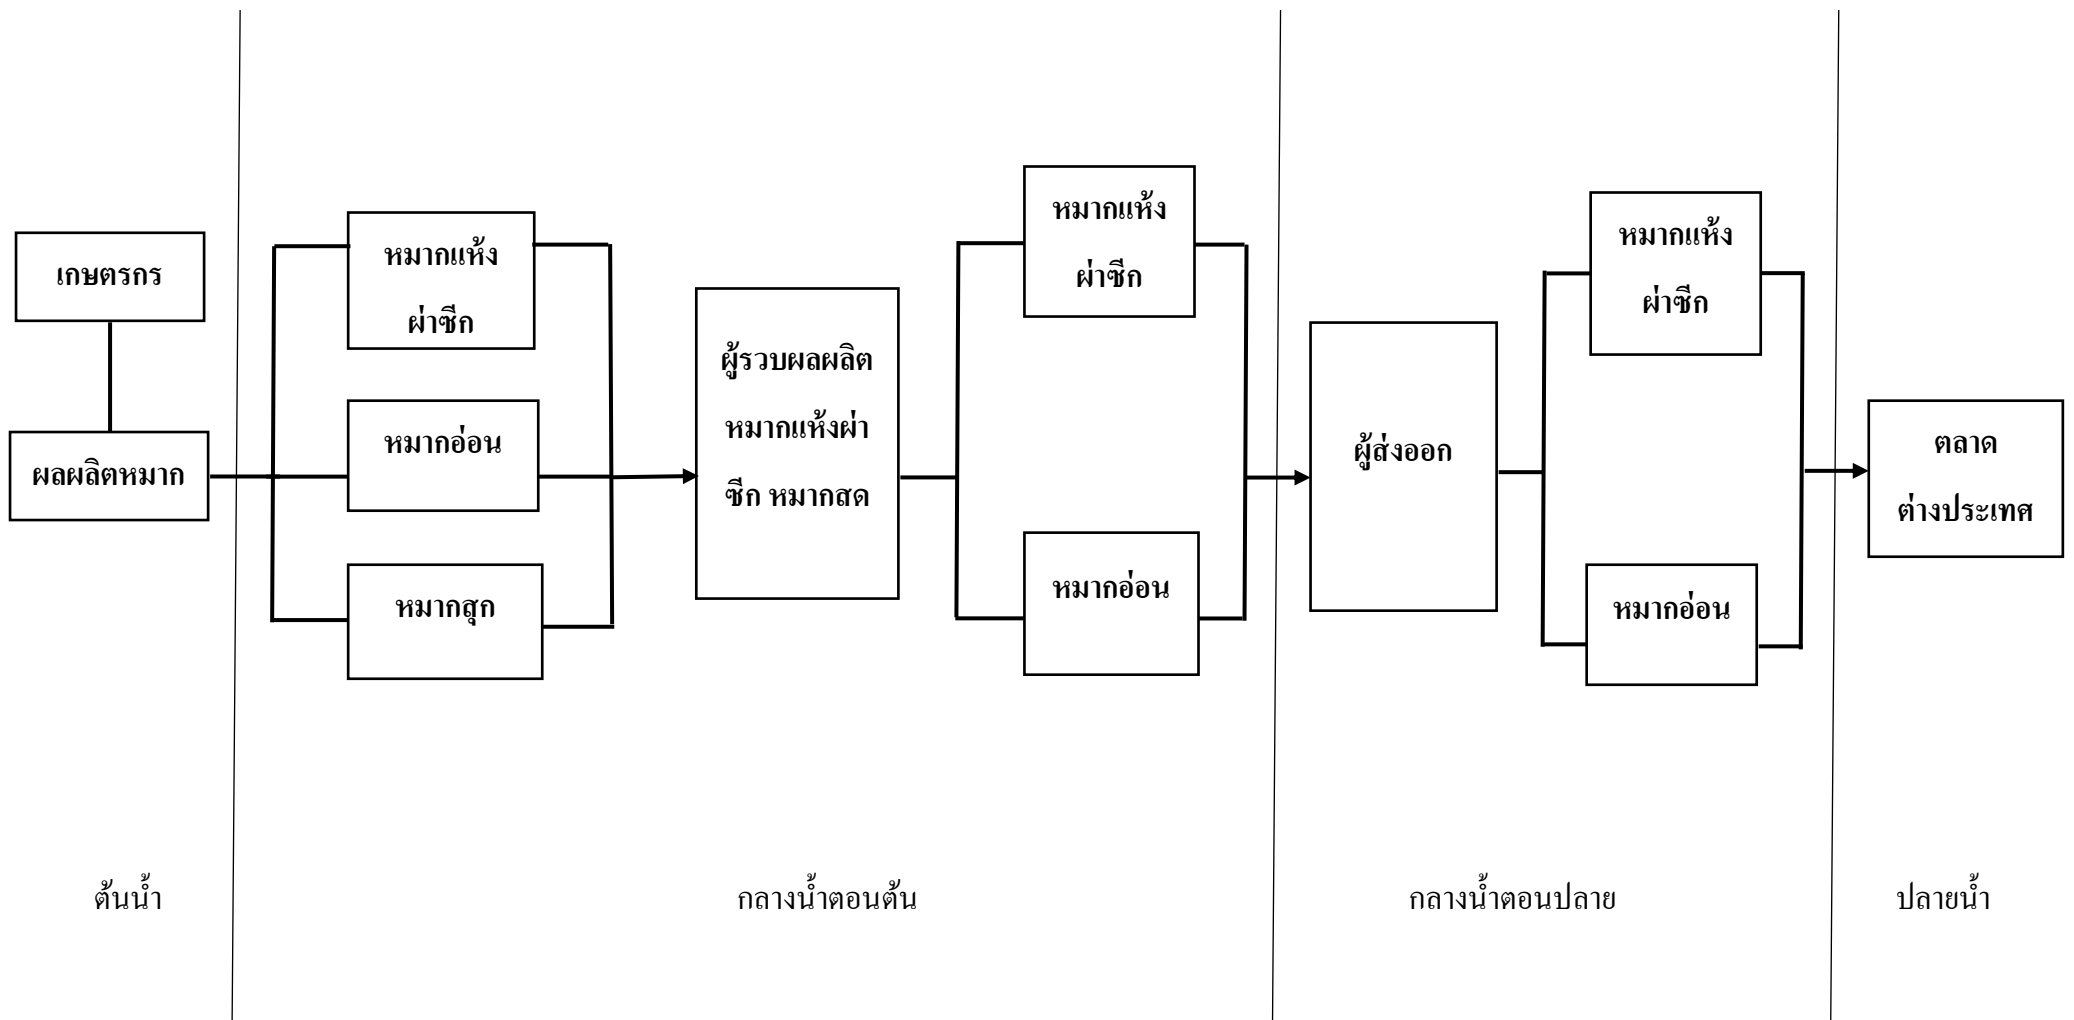 เกษตรกร
ผลผลิตหมาก
หมากแห้ง
ผ่าซีก
หมากอ่อน
หมากสุก
ผู้รวบผลผลิต
หมากแห้งผ่า
ซีก หมากสด
หมากแห้ง
ผ่าซีก
หมากอ่อน
ผู้ส่งออก
หมากแห้ง
ผ่าซีก
หมากอ่อน
ตลาด
ต่างประเทศ
ต้นน้ำ
กลางน้ำตอนต้น
กลางน้ำตอนปลาย
ปลายน้ำ